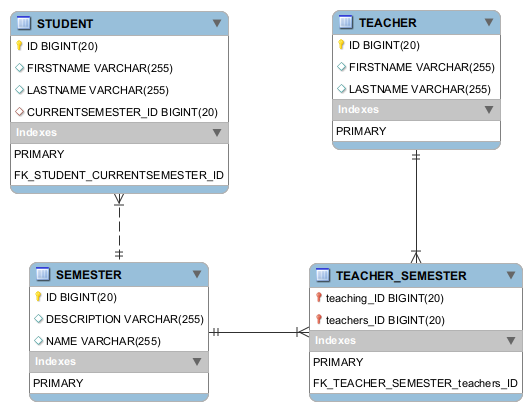 STUDENT
ID BIGINT(20)
FIRSTNAME VARCHAR(255)
LASTNAME VARCHAR(255)
CURRENTSEMESTER_ID BIGINT(20)
Indexes
PRIMARY
FK_STUDENT_CURRENTSEMESTER_ID
TEACHER
ID BIGINT(20)
FIRSTNAME VARCHAR(255)
LASTNAME VARCHAR(255)
Indexes
PRIMARY
SEMESTER
ID BIGINT(20)
DESCRIPTION VARCHAR(255)
NAME VARCHAR(255)
Indexes
PRIMARY
TEACHER_SEMESTER
teaching_ID BIGINT(20)
teachers_ID BIGINT(20)
Indexes
PRIMARY
FK_TEACHER_SEMESTER_teachers_ID